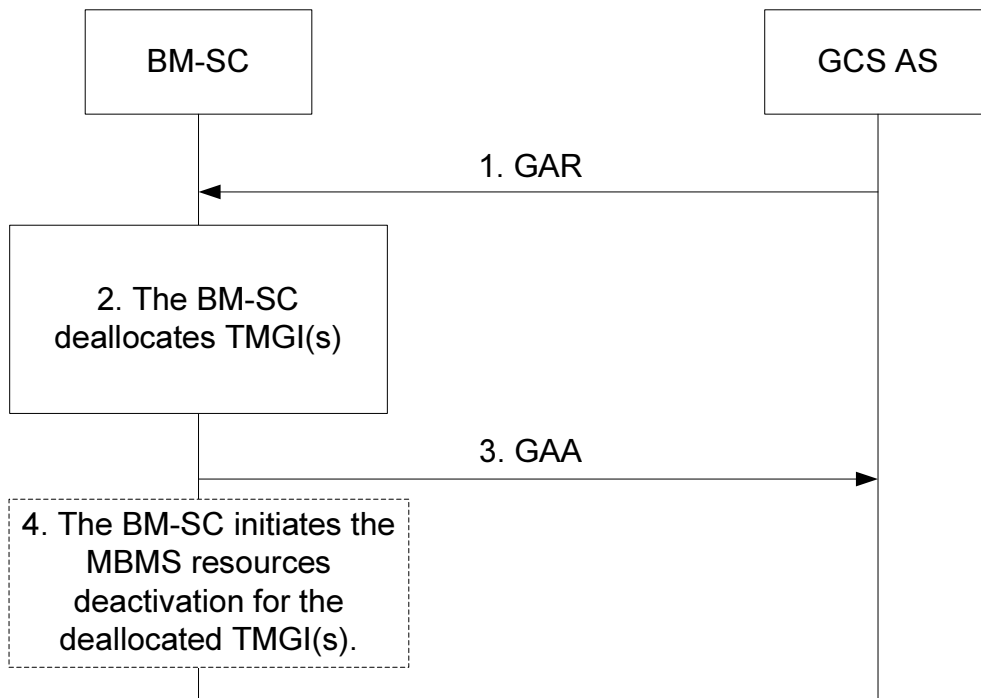 BM-SC
GCS AS
1. GAR
2. The BM-SC
deallocates TMGI(s)
3. GAA
4. The BM-SC initiates the
MBMS resources
deactivation for the
deallocated TMGI(s).